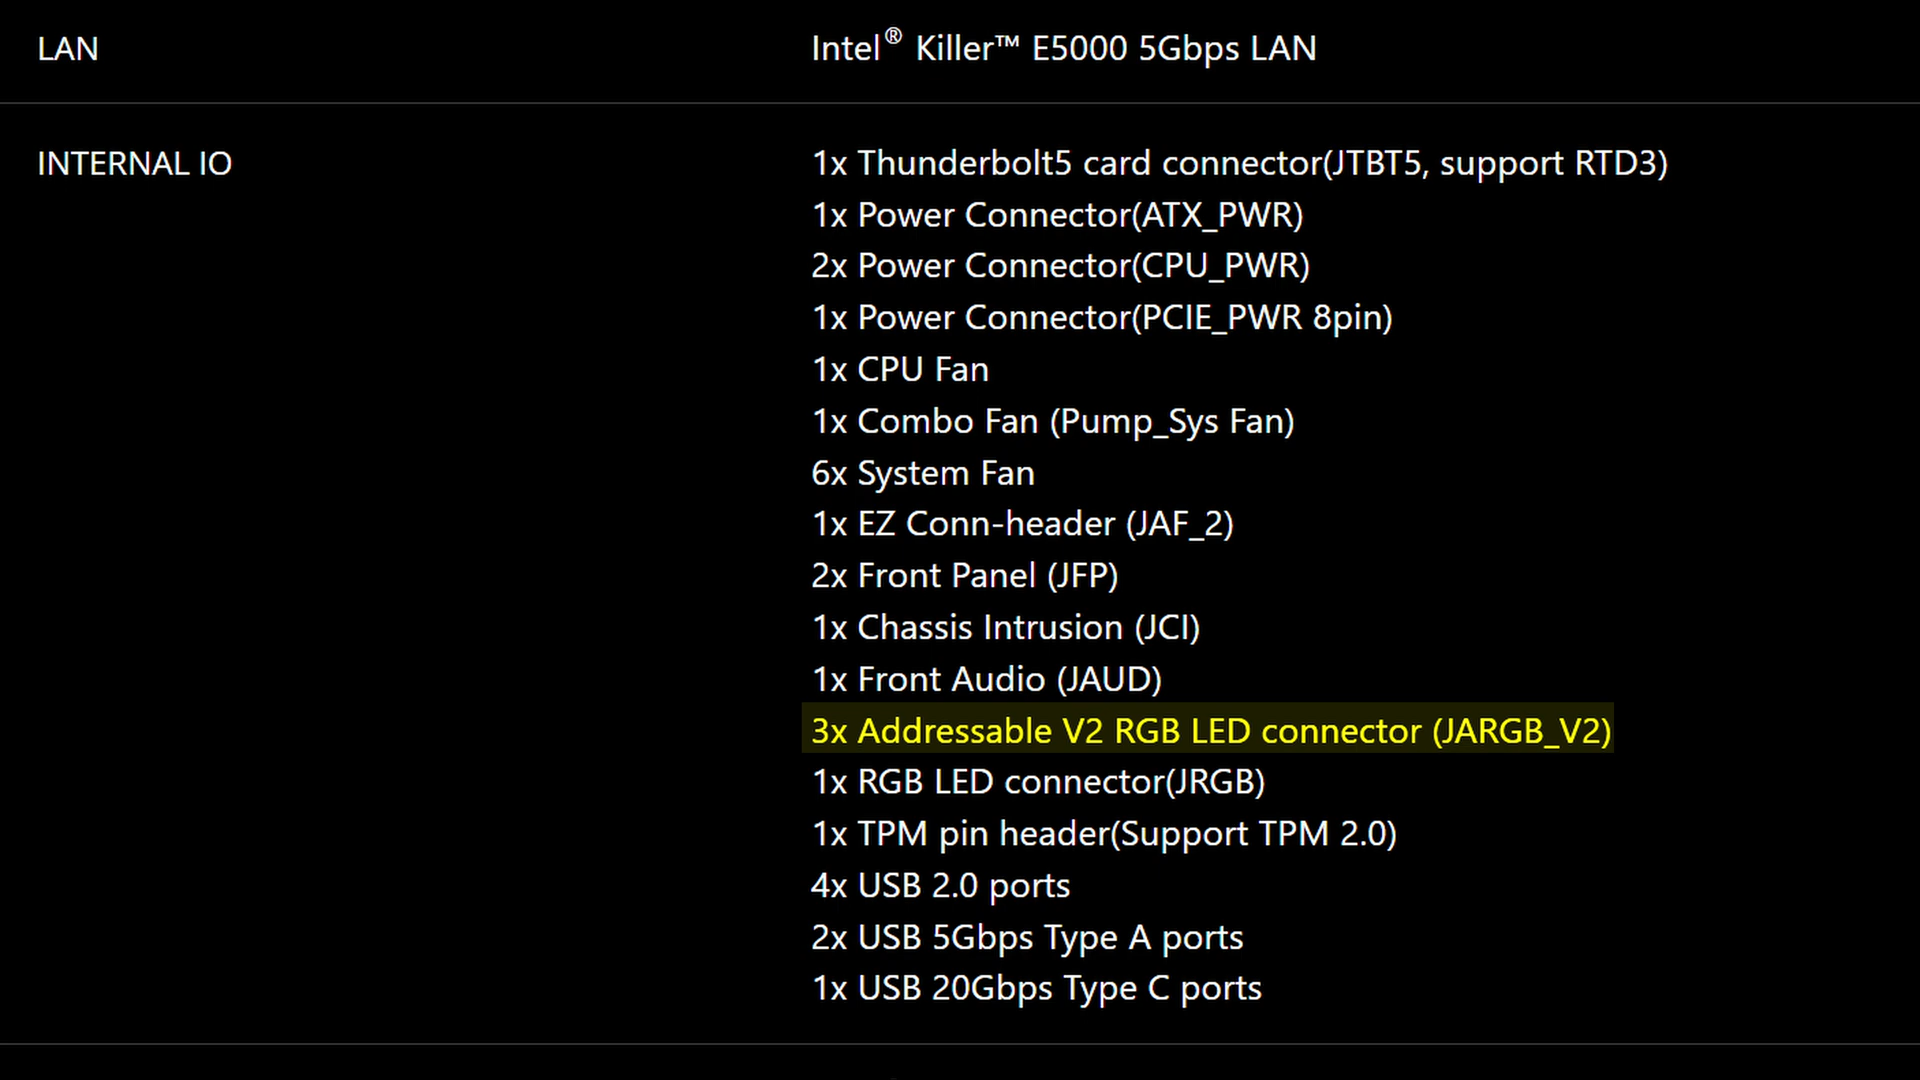 LAN
Intel® Killer™ E5000 5Gbps LAN
INTERNAL IO
1x Thunderbolt5 card connector(JTBT5, support RTD3)
1x Power Connector(ATX_PWR)
2x Power Connector(CPU_PWR)
1x Power Connector(PCIE_PWR 8pin)
1x CPU Fan
1x Combo Fan (Pump_Sys Fan)
6x System Fan
1x EZ Conn-header (JAF_2)
2x Front Panel (JFP)
1x Chassis Intrusion (JCI)
1x Front Audio (JAUD)
3x Addressable V2 RGB LED connector (JARGB_V2)
1x RGB LED connector(JRGB)
1x TPM pin header(Support TPM 2.0)
4x USB 2.0 ports
2x USB 5Gbps Type A ports
1x USB 20Gbps Type C ports